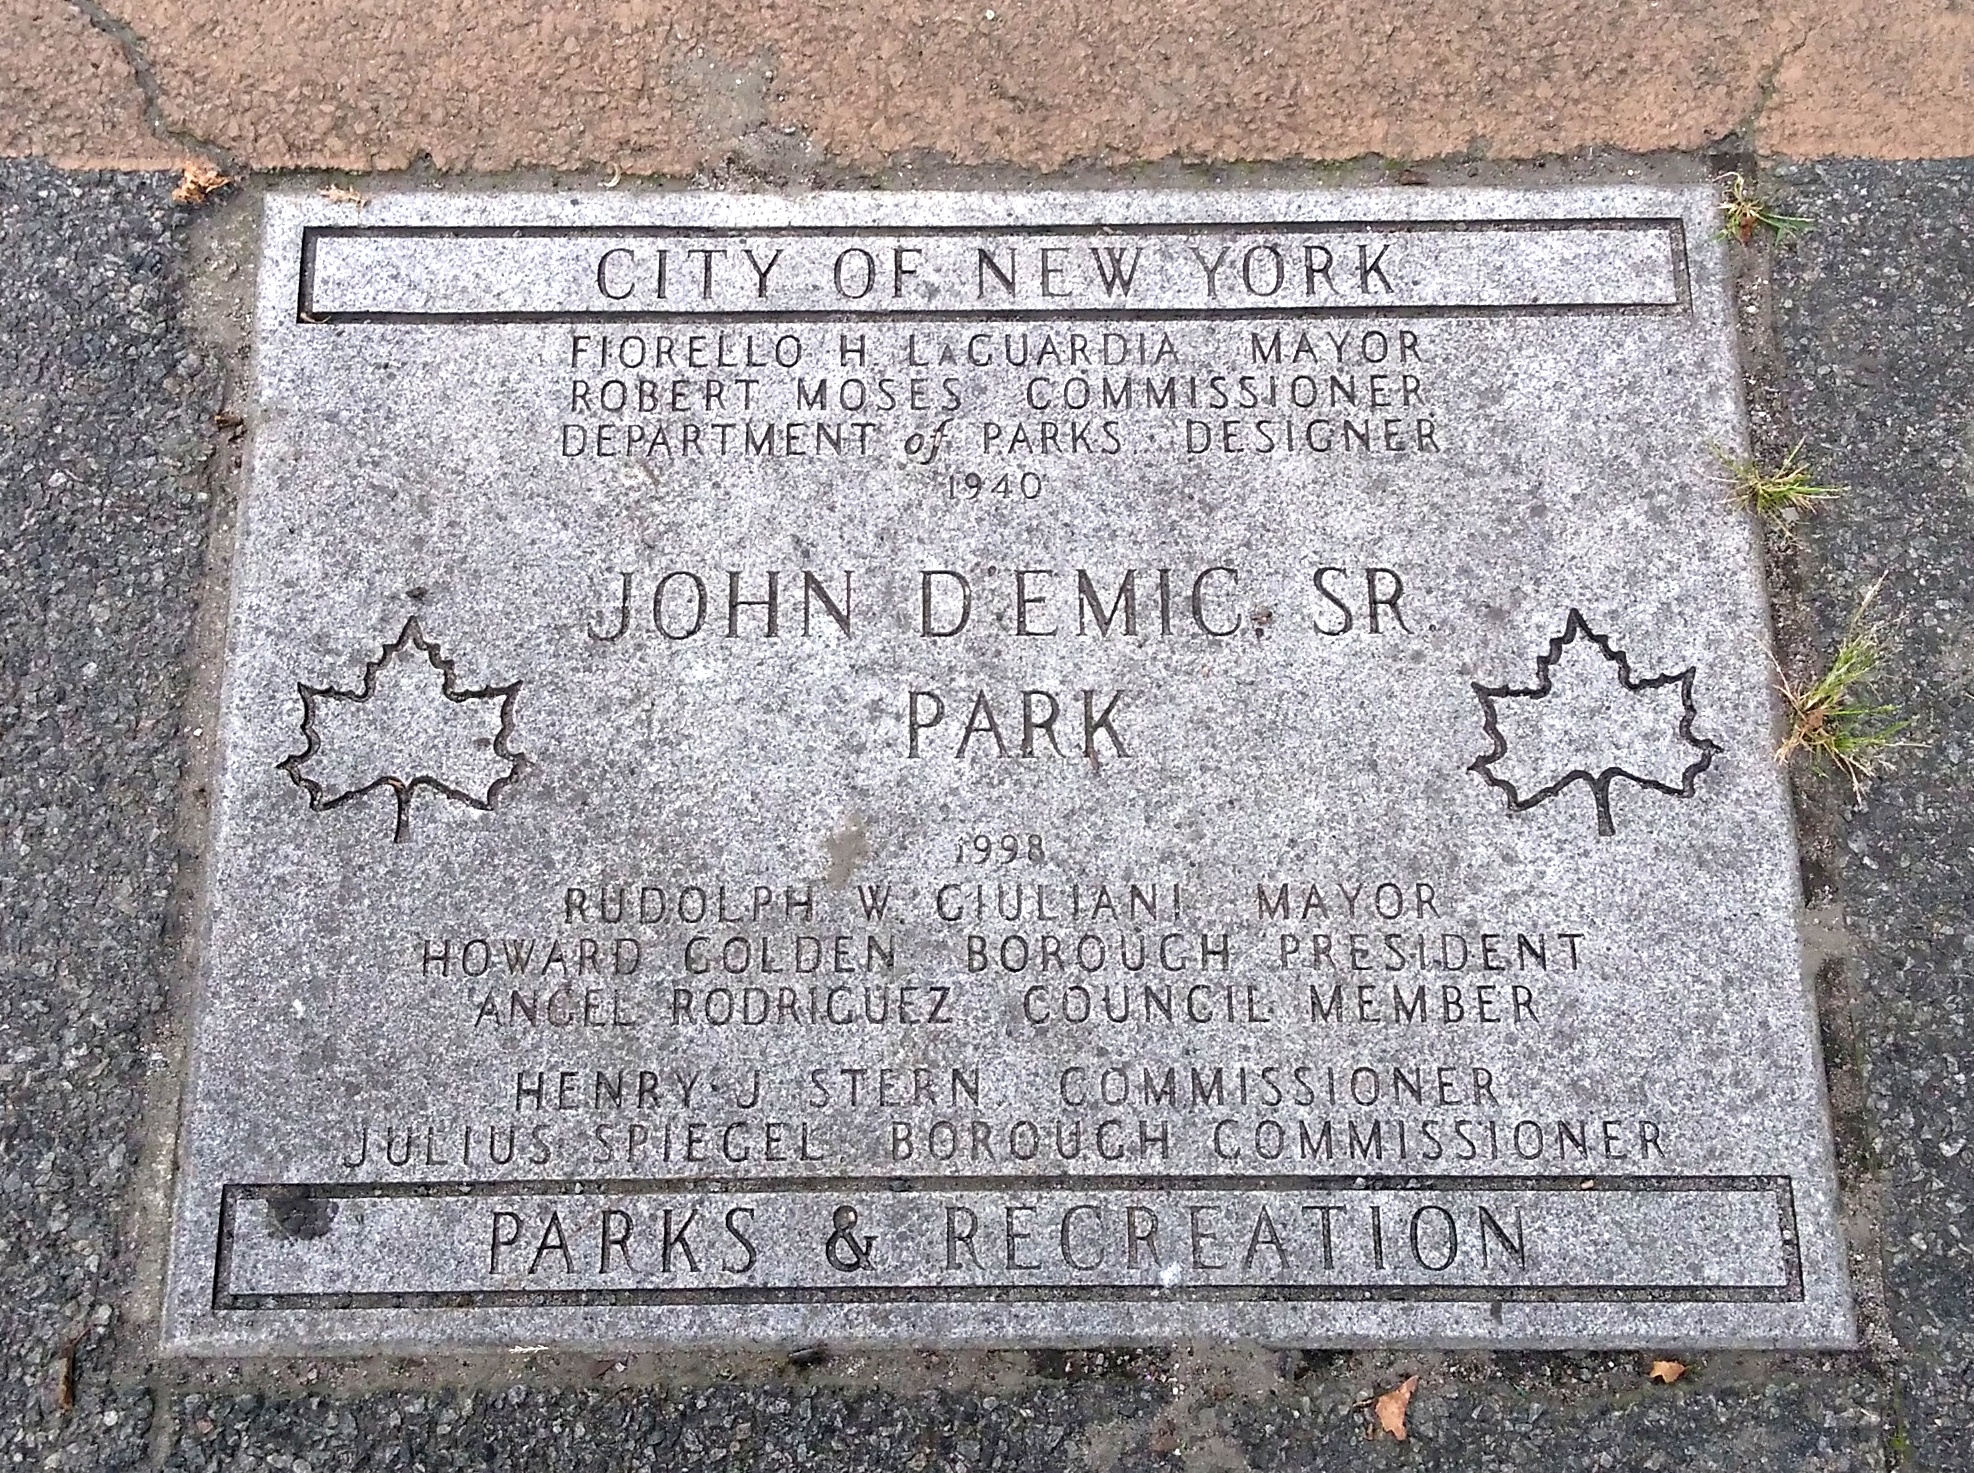 CITY OF NEW YORK
FIORELLO H. LAGUARDIA, MAYOR
ROBERT MOSES, COMMISSIONER
DEPARTMENT of PARKS, DESIGNER
1940
JOHN D'EMIC, SR.
PARK
1998
RUDOLPH W. GIULIANI, MAYOR
HOWARD GOLDEN, BOROUGH PRESIDENT
ANGEL RODRIGUEZ, COUNCIL MEMBER
HENRY J. STERN, COMMISSIONER
JULIUS SPIEGEL, BOROUGH COMMISSIONER
PARKS & RECREATION